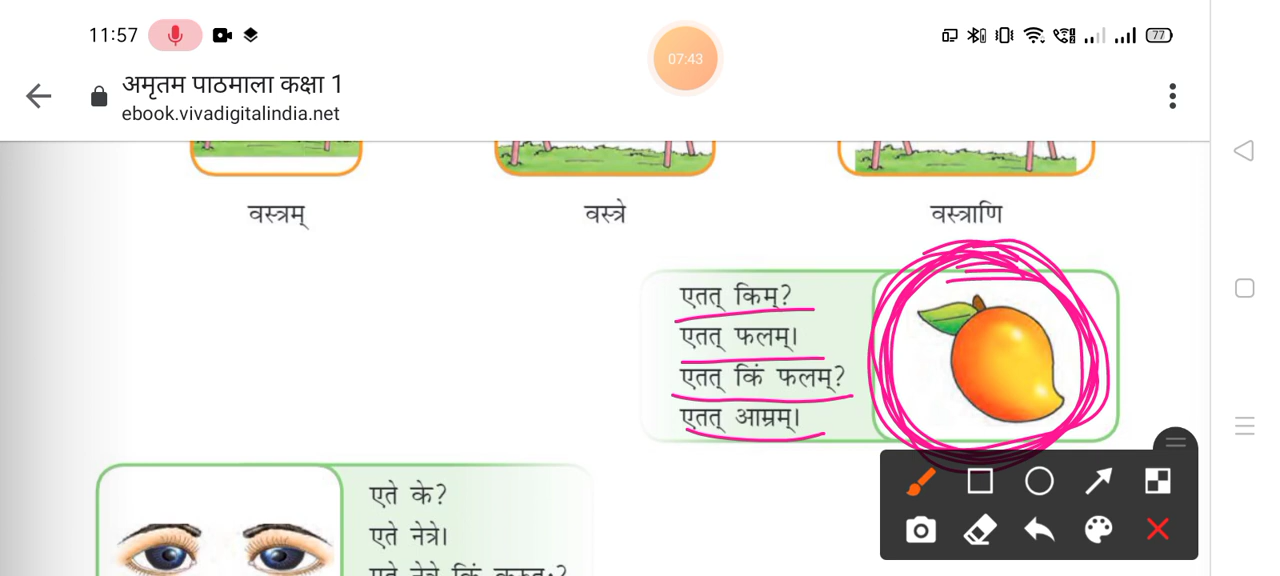 11:57
07:43
77
अमृतम पाठमाला कक्षा 1
ebook.vivadigitalindia.net
वस्त्रम् वस्त्रे वस्त्राणि
एतत् किम्?
एतत् फलम्।
एतत् किं फलम्?
एतत् आम्रम्।
एते के?
एते नेत्रे।
एते नेत्रे किं कुरुतः?